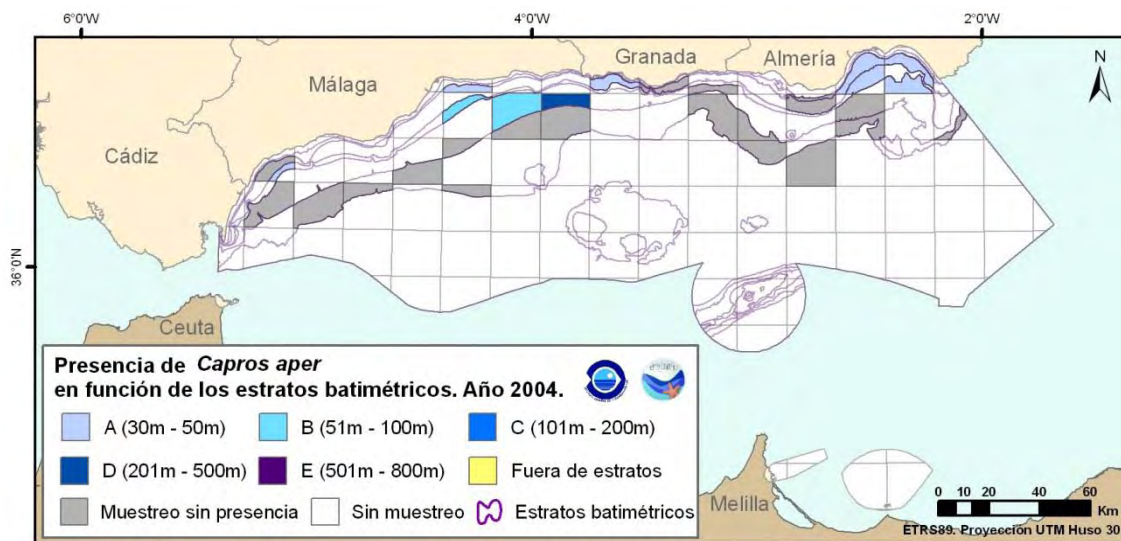 6°0'W 4°0'W 2°0'W
N
Granada Almería
Málaga
Cádiz
36°0'N
Ceuta
Presencia de Capros aper
en función de los estratos batimétricos. Año 2004.
A (30m - 50m) B (51m - 100m) C (101m - 200m)
D (201m - 500m) E (501m - 800m) Fuera de estratos
Muestreo sin presencia Sin muestreo Estratos batimétricos
Melilla
0 10 20 40 60
Km
ETRS89. Proyección UTM Huso 30